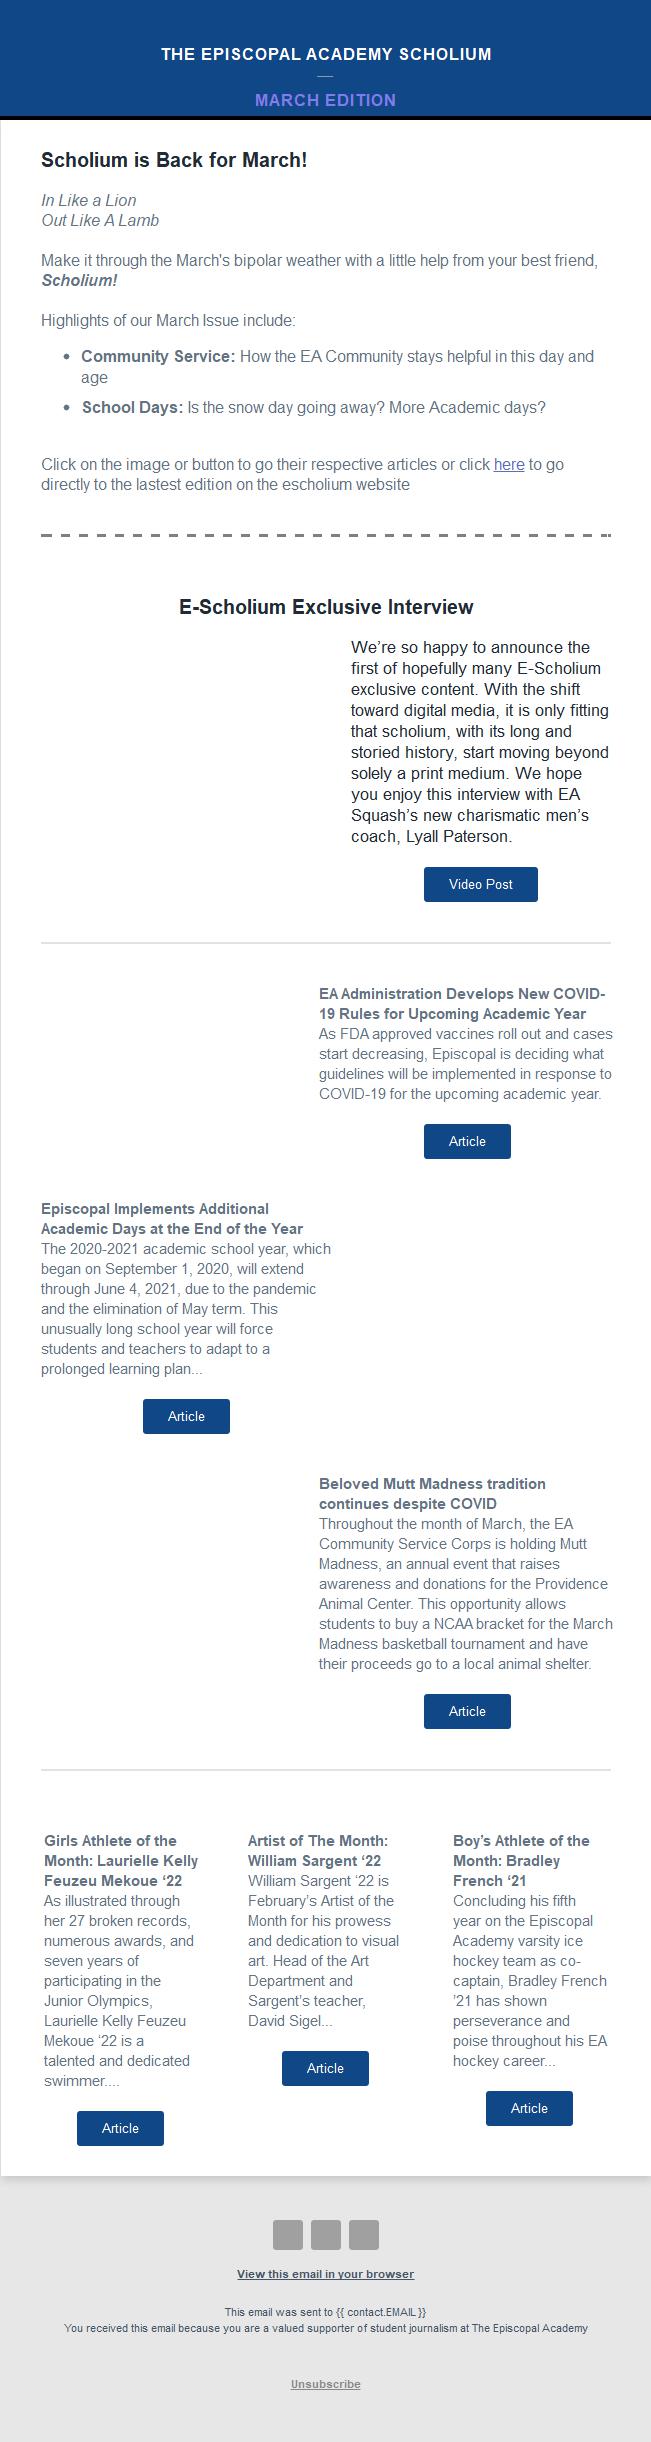 THE EPISCOPAL ACADEMY SCHOLIUM
—
MARCH EDITION
Scholium is Back for March!
In Like a Lion
Out Like A Lamb
Make it through the March's bipolar weather with a little help from your best friend,
Scholium!
Highlights of our March Issue include:
• Community Service: How the EA Community stays helpful in this day and
age
• School Days: Is the snow day going away? More Academic days?
Click on the image or button to go their respective articles or click here to go
directly to the lastest edition on the escholium website
E-Scholium Exclusive Interview
We’re so happy to announce the
first of hopefully many E-Scholium
exclusive content. With the shift
toward digital media, it is only fitting
that scholium, with its long and
storied history, start moving beyond
solely a print medium. We hope
you enjoy this interview with EA
Squash’s new charismatic men’s
coach, Lyall Paterson.
Video Post
EA Administration Develops New COVID-
19 Rules for Upcoming Academic Year
As FDA approved vaccines roll out and cases
start decreasing, Episcopal is deciding what
guidelines will be implemented in response to
COVID-19 for the upcoming academic year.
Article
Episcopal Implements Additional
Academic Days at the End of the Year
The 2020-2021 academic school year, which
began on September 1, 2020, will extend
through June 4, 2021, due to the pandemic
and the elimination of May term. This
unusually long school year will force
students and teachers to adapt to a
prolonged learning plan...
Article
Beloved Mutt Madness tradition
continues despite COVID
Throughout the month of March, the EA
Community Service Corps is holding Mutt
Madness, an annual event that raises
awareness and donations for the Providence
Animal Center. This opportunity allows
students to buy a NCAA bracket for the March
Madness basketball tournament and have
their proceeds go to a local animal shelter.
Article
Girls Athlete of the
Month: Laurielle Kelly
Feuzeu Mekoue ‘22
As illustrated through
her 27 broken records,
numerous awards, and
seven years of
participating in the
Junior Olympics,
Laurielle Kelly Feuzeu
Mekoue ‘22 is a
talented and dedicated
swimmer....
Article
Artist of The Month:
William Sargent ‘22
William Sargent ‘22 is
February’s Artist of the
Month for his prowess
and dedication to visual
art. Head of the Art
Department and
Sargent’s teacher,
David Sigel...
Article
Boy’s Athlete of the
Month: Bradley
French ‘21
Concluding his fifth
year on the Episcopal
Academy varsity ice
hockey team as co-
captain, Bradley French
’21 has shown
perseverance and
poise throughout his EA
hockey career...
Article
View this email in your browser
This email was sent to {{ contact.EMAIL }}
You received this email because you are a valued supporter of student journalism at The Episcopal Academy
Unsubscribe